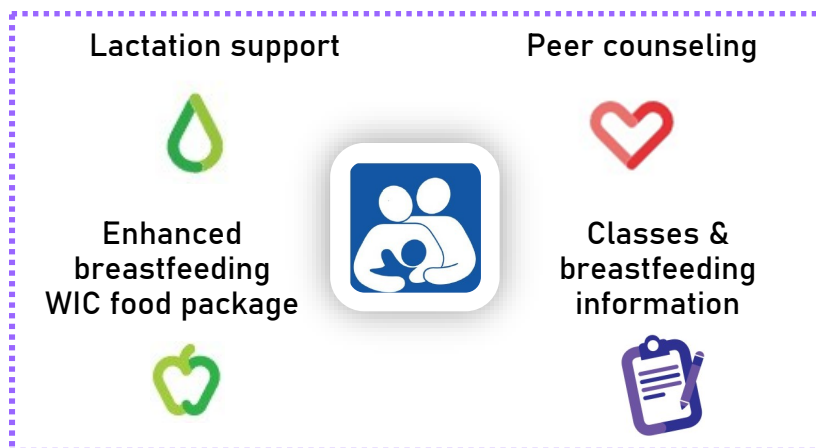 Lactation support
Peer counseling
Enhanced
breastfeeding
WIC food package
Classes &
breastfeeding
information